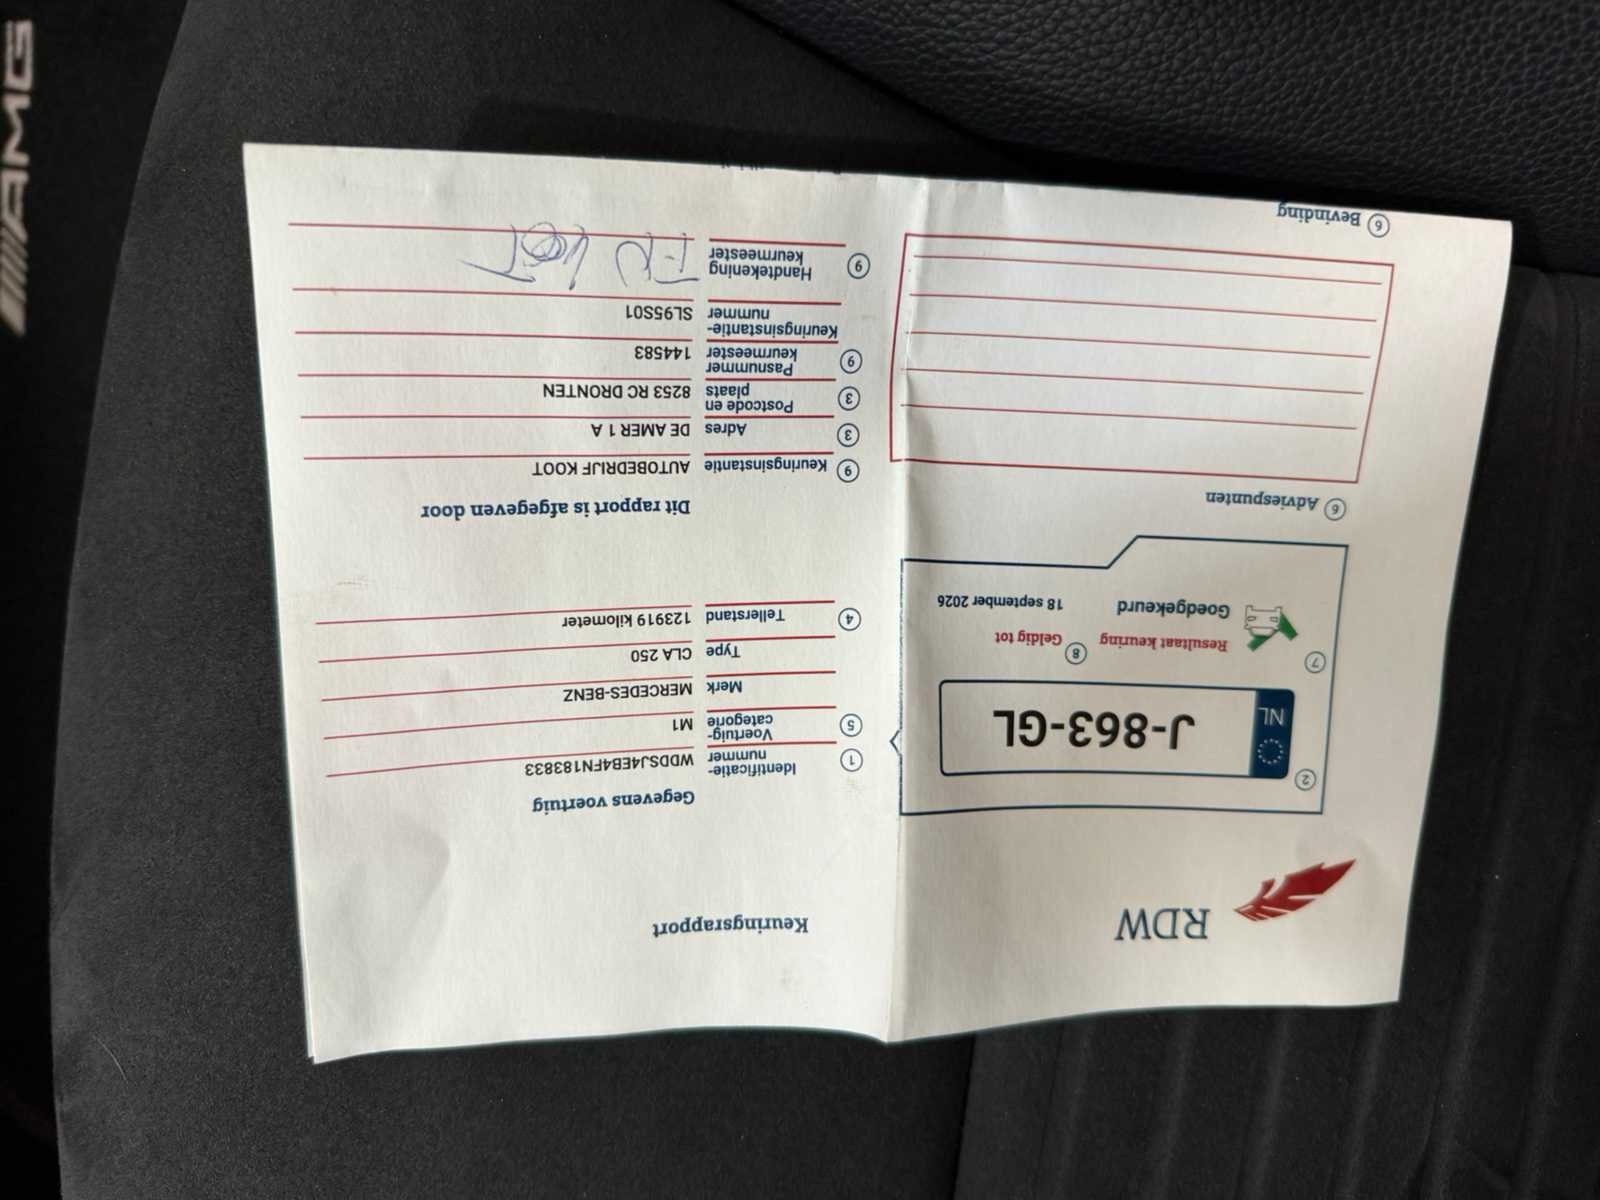 RDW
Keuringsrapport
2
NL
J-863-GL
7
Resultaat keuring
Goedgekeurd
8
Geldig tot
18 september 2026
6
Adviespunten
6
Bevinding
Gegevens voertuig
1
Identificatie-
nummer
WDDSJ4EB4FN183833
5
Voertuig-
categorie
M1
Merk
MERCEDES-BENZ
Type
CLA 250
4
Tellerstand
123919 kilometer
Dit rapport is afgegeven door
9
Keuringsinstantie
AUTOBEDRIJF KOOT
3
Adres
DE AMER 1 A
3
Postcode en
plaats
8253 RC DRONTEN
9
Pasnummer
keurmeester
144583
Keuringsinstantie-
nummer
SL95S01
9
Handtekening
keurmeester
AMG